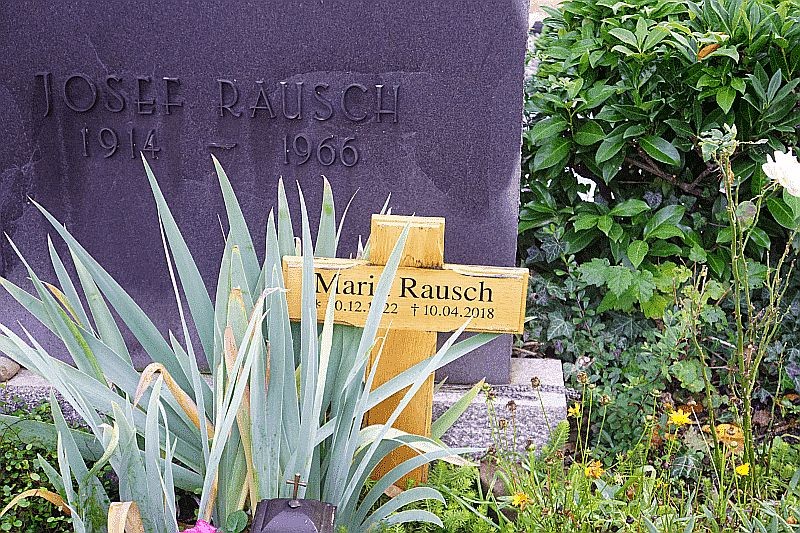 JOSEF RAUSCH
1914 – 1966
Rausch
† 10.04.2018